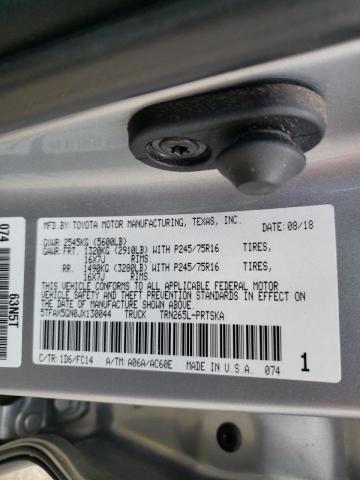 MFD.BY:TOYOTA MOTOR MANUFACTURING, TEXAS, INC. DATE: 08/18
GVWR 2545KG (5600LB)
GAWR: FRT. 1320KG (2910LB) WITH P245/75R16 TIRES,
16X7J RIMS.
RR. 1490KG (3280LB) WITH P245/75R16 TIRES,
16X7J RIMS.
THIS VEHICLE CONFORMS TO ALL APPLICABLE FEDERAL MOTOR
VEHICLE SAFETY, BUMPER, AND THEFT PREVENTION STANDARDS
IN EFFECT ON THE DATE OF MANUFACTURE SHOWN ABOVE.
5TFAX5GN0JX130044 TRUCK TRN265L-PRTSKA
C/TR: 1D6/FC14 A/TM: A06A/AC60E MADE IN U.S.A. 074 1
074 63N5T